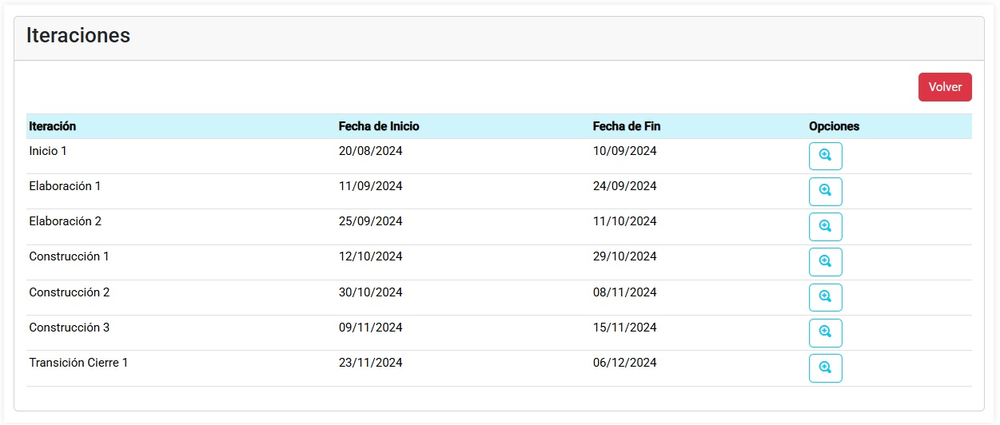 Iteraciones
Volver
Iteración Fecha de Inicio Fecha de Fin Opciones
Inicio 1 20/08/2024 10/09/2024
Elaboración 1 11/09/2024 24/09/2024
Elaboración 2 25/09/2024 11/10/2024
Construcción 1 12/10/2024 29/10/2024
Construcción 2 30/10/2024 08/11/2024
Construcción 3 09/11/2024 15/11/2024
Transición Cierre 1 23/11/2024 06/12/2024